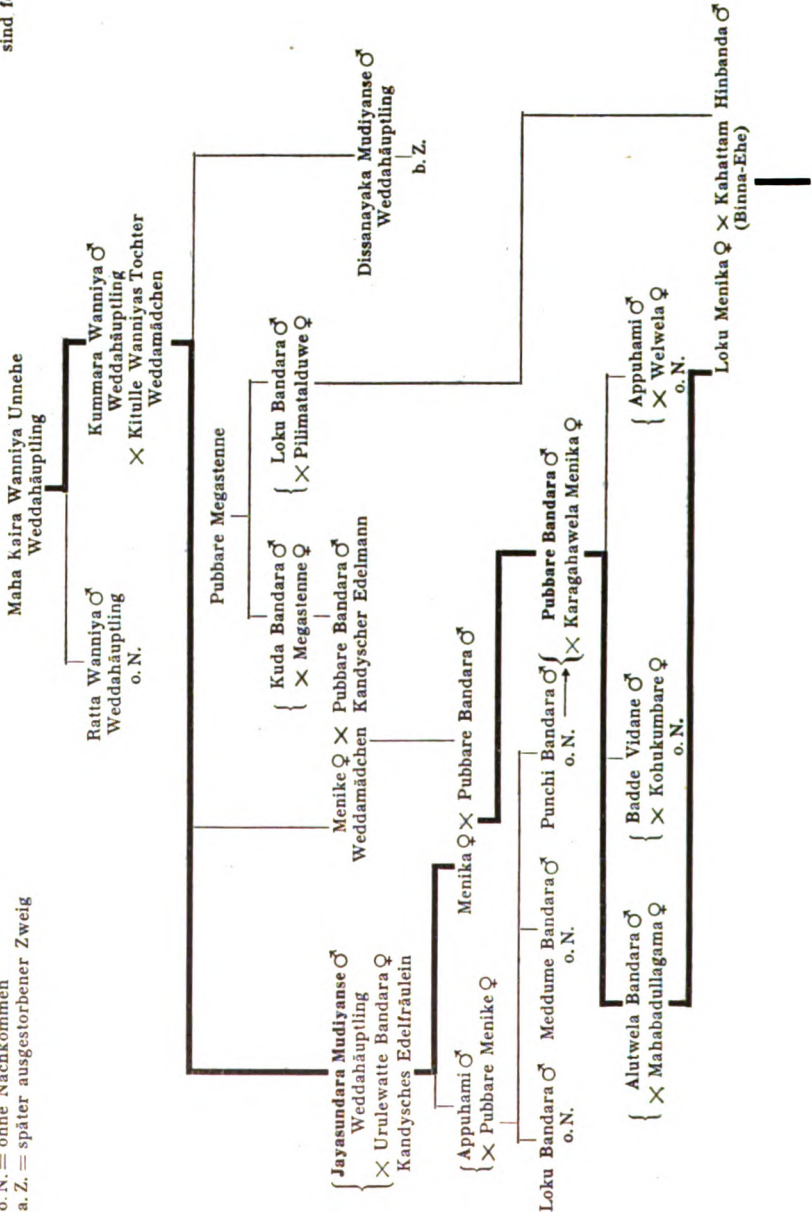 o. N. = ohne Nachkommen
a. Z. = später ausgestorbener Zweig
sind
Maha Kaira Wanniya Unnehe
Weddahäuptling
Ratta Wanniya ♂
Weddahäuptling
o. N.
Kummara Wanniya ♂
Weddahäuptling
× Kitulle Wanniyas Tochter
Weddamädchen
Pubbare Megastenne
Kuda Bandara ♂
× Megastenne ♀
Loku Bandara ♂
× Pilimatalduwe ♀
Jayasundara Mudiyanse ♂
Weddahäuptling
× Urulewatte Bandara ♀
Kandysches Edelfräulein
Menike ♀ × Pubbare Bandara ♂
Weddamädchen Kandyscher Edelmann
Dissanayaka Mudiyanse ♂
Weddahäuptling
b. Z.
Appuhami ♂
× Pubbare Menike ♀
Menika ♀ × Pubbare Bandara ♂
Loku Bandara ♂
o. N.
Meddume Bandara ♂
o. N.
Punchi Bandara ♂
o. N. →
Pubbare Bandara ♂
× Karagahawela Menika ♀
Alutwela Bandara ♂
× Mahabadullagama ♀
Badde Vidane ♂
× Kohukumbare ♀
o. N.
Appuhami ♂
× Welwela ♀
o. N.
Loku Menika ♀ × Kahattam Hinbanda ♂
(Binna-Ehe)